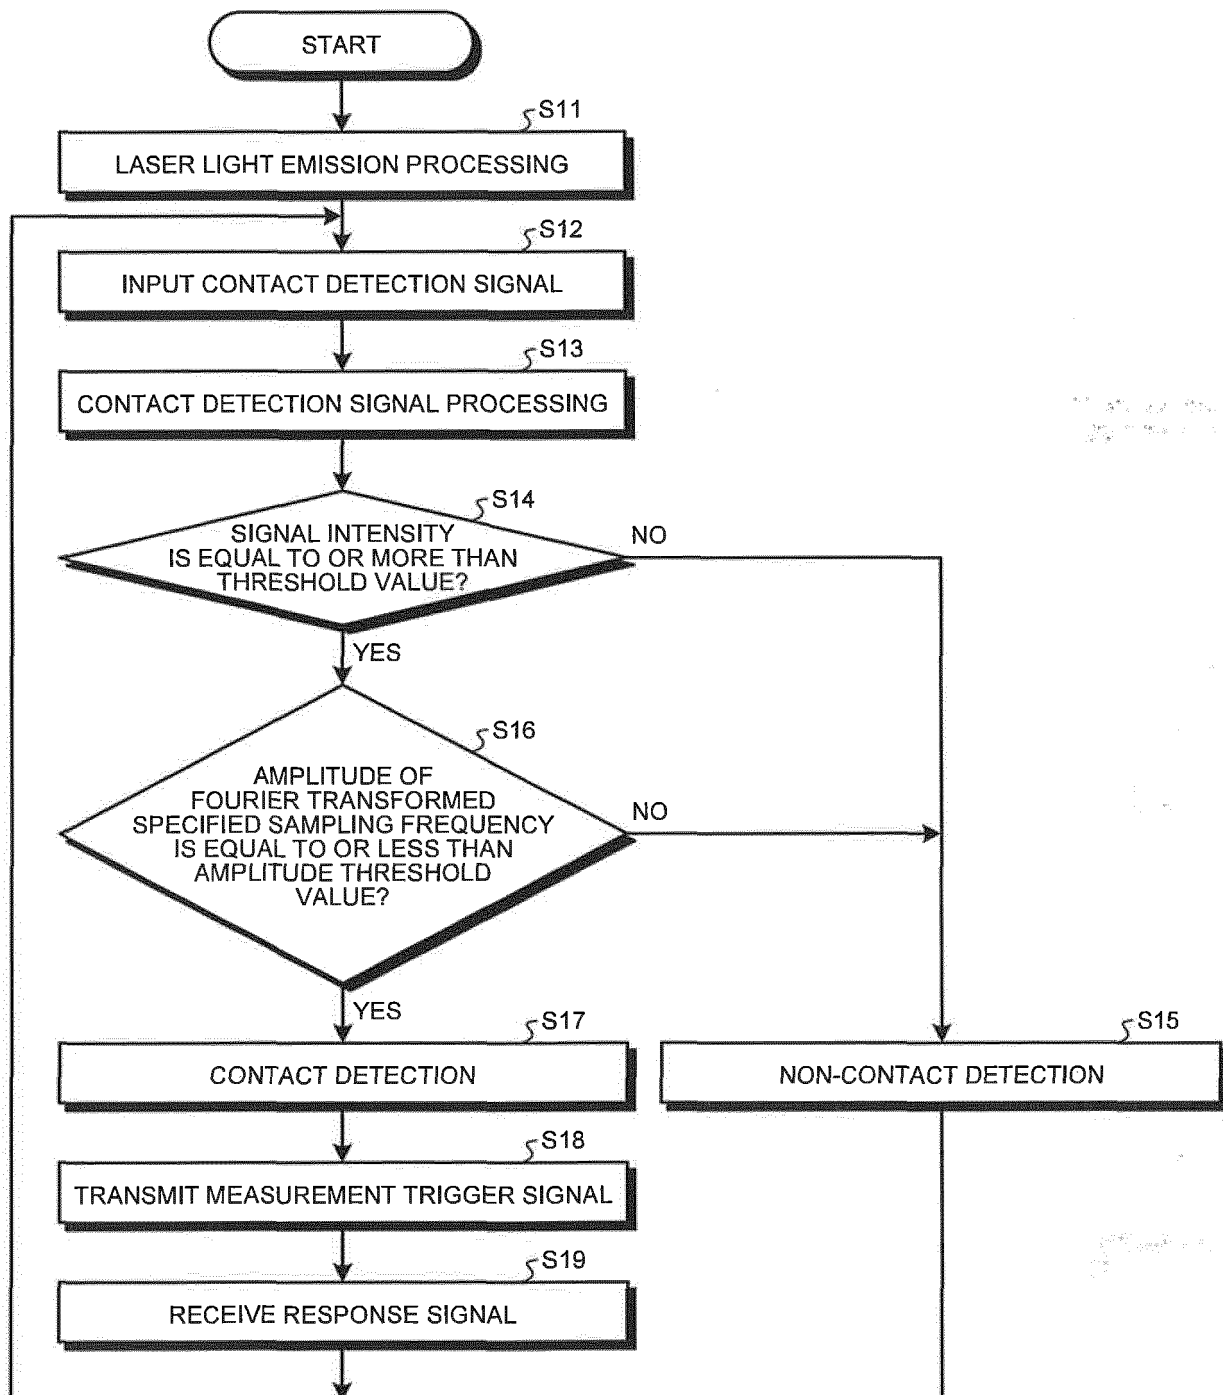 START
S11
LASER LIGHT EMISSION PROCESSING
S12
INPUT CONTACT DETECTION SIGNAL
S13
CONTACT DETECTION SIGNAL PROCESSING
S14
SIGNAL INTENSITY
IS EQUAL TO OR MORE THAN
THRESHOLD VALUE?
NO
YES
S16
AMPLITUDE OF
FOURIER TRANSFORMED
SPECIFIED SAMPLING FREQUENCY
IS EQUAL TO OR LESS THAN
AMPLITUDE THRESHOLD
VALUE?
NO
YES
S17
CONTACT DETECTION
S15
NON-CONTACT DETECTION
S18
TRANSMIT MEASUREMENT TRIGGER SIGNAL
S19
RECEIVE RESPONSE SIGNAL